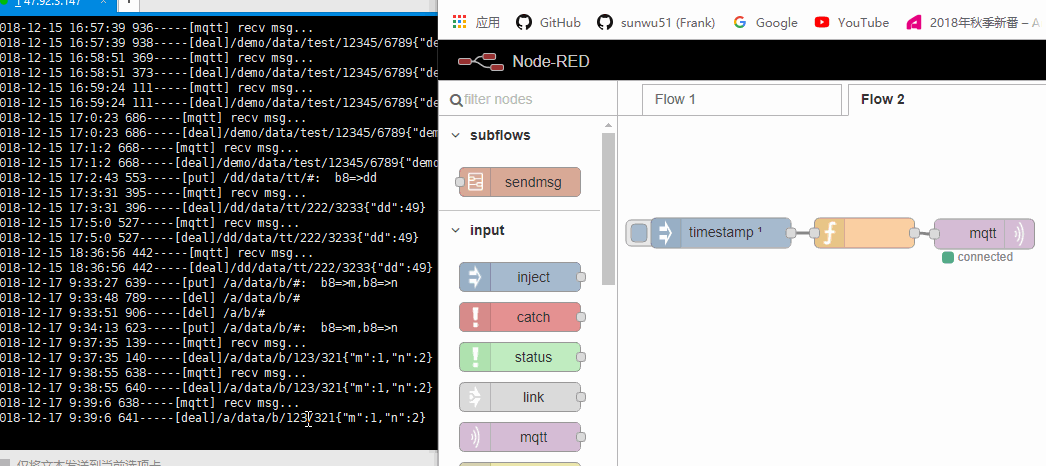 1 47.92.3.147
018-12-15 16:57:39 936-----[mqtt] recv msg...
018-12-15 16:57:39 938-----[deal]/demo/data/test/12345/6789{"de
018-12-15 16:58:51 369-----[mqtt] recv msg...
018-12-15 16:58:51 373-----[deal]/demo/data/test/12345/6789{"de
018-12-15 16:59:24 111-----[mqtt] recv msg...
018-12-15 16:59:24 111-----[deal]/demo/data/test/12345/6789{"de
018-12-15 17:0:23 686-----[mqtt] recv msg...
018-12-15 17:0:23 686-----[deal]/demo/data/test/12345/6789{"dem
018-12-15 17:1:2 668-----[mqtt] recv msg...
018-12-15 17:1:2 668-----[deal]/demo/data/test/12345/6789{"demo
018-12-15 17:2:43 553-----[put] /dd/data/tt/#:  b8=>dd
018-12-15 17:3:31 395-----[mqtt] recv msg...
018-12-15 17:3:31 396-----[deal]/dd/data/tt/222/3233{"dd":49}
018-12-15 17:5:0 527-----[mqtt] recv msg...
018-12-15 17:5:0 527-----[deal]/dd/data/tt/222/3233{"dd":49}
018-12-15 18:36:56 442-----[mqtt] recv msg...
018-12-15 18:36:56 442-----[deal]/dd/data/tt/222/3233{"dd":49}
018-12-17 9:33:27 639-----[put] /a/data/b/#:  b8=>m,b8=>n
018-12-17 9:33:48 789-----[del] /a/data/b/#
018-12-17 9:33:51 906-----[del] /a/b/#
018-12-17 9:34:13 623-----[put] /a/data/b/#:  b8=>m,b8=>n
018-12-17 9:37:35 139-----[mqtt] recv msg...
018-12-17 9:37:35 140-----[deal]/a/data/b/123/321{"m":1,"n":2}
018-12-17 9:38:55 638-----[mqtt] recv msg...
018-12-17 9:38:55 640-----[deal]/a/data/b/123/321{"m":1,"n":2}
018-12-17 9:39:6 638-----[mqtt] recv msg...
018-12-17 9:39:6 641-----[deal]/a/data/b/123/321{"m":1,"n":2}
仅将文本发送到当前选项卡
应用 GitHub sunwu51 (Frank) Google YouTube 2018年秋季新番 – A
Node-RED
filter nodes
Flow 1
Flow 2
subflows
sendmsg
input
inject
catch
status
link
mqtt
timestamp ¹
mqtt
connected